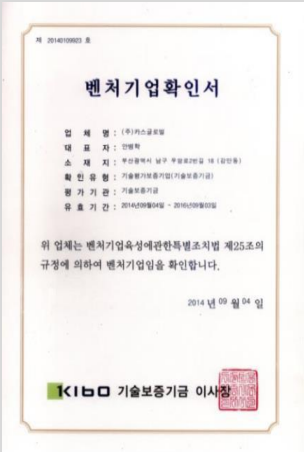 제 20140109923 호
벤처기업확인서
업 체 명 : (주)카스글로벌
대 표 자 : 안병학
소 재 지 : 부산광역시 남구 우암로2번길 18 (감만동)
확 인 유 형 : 기술평가보증기업(기술보증기금)
평 가 기 관 : 기술보증기금
유 효 기 간 : 2014년09월04일 ~ 2016년09월03일
위 업체는 벤처기업육성에관한특별조치법 제25조의
규정에 의하여 벤처기업임을 확인합니다.
2014 년 09 월 04 일
KIBO 기술보증기금 이사장